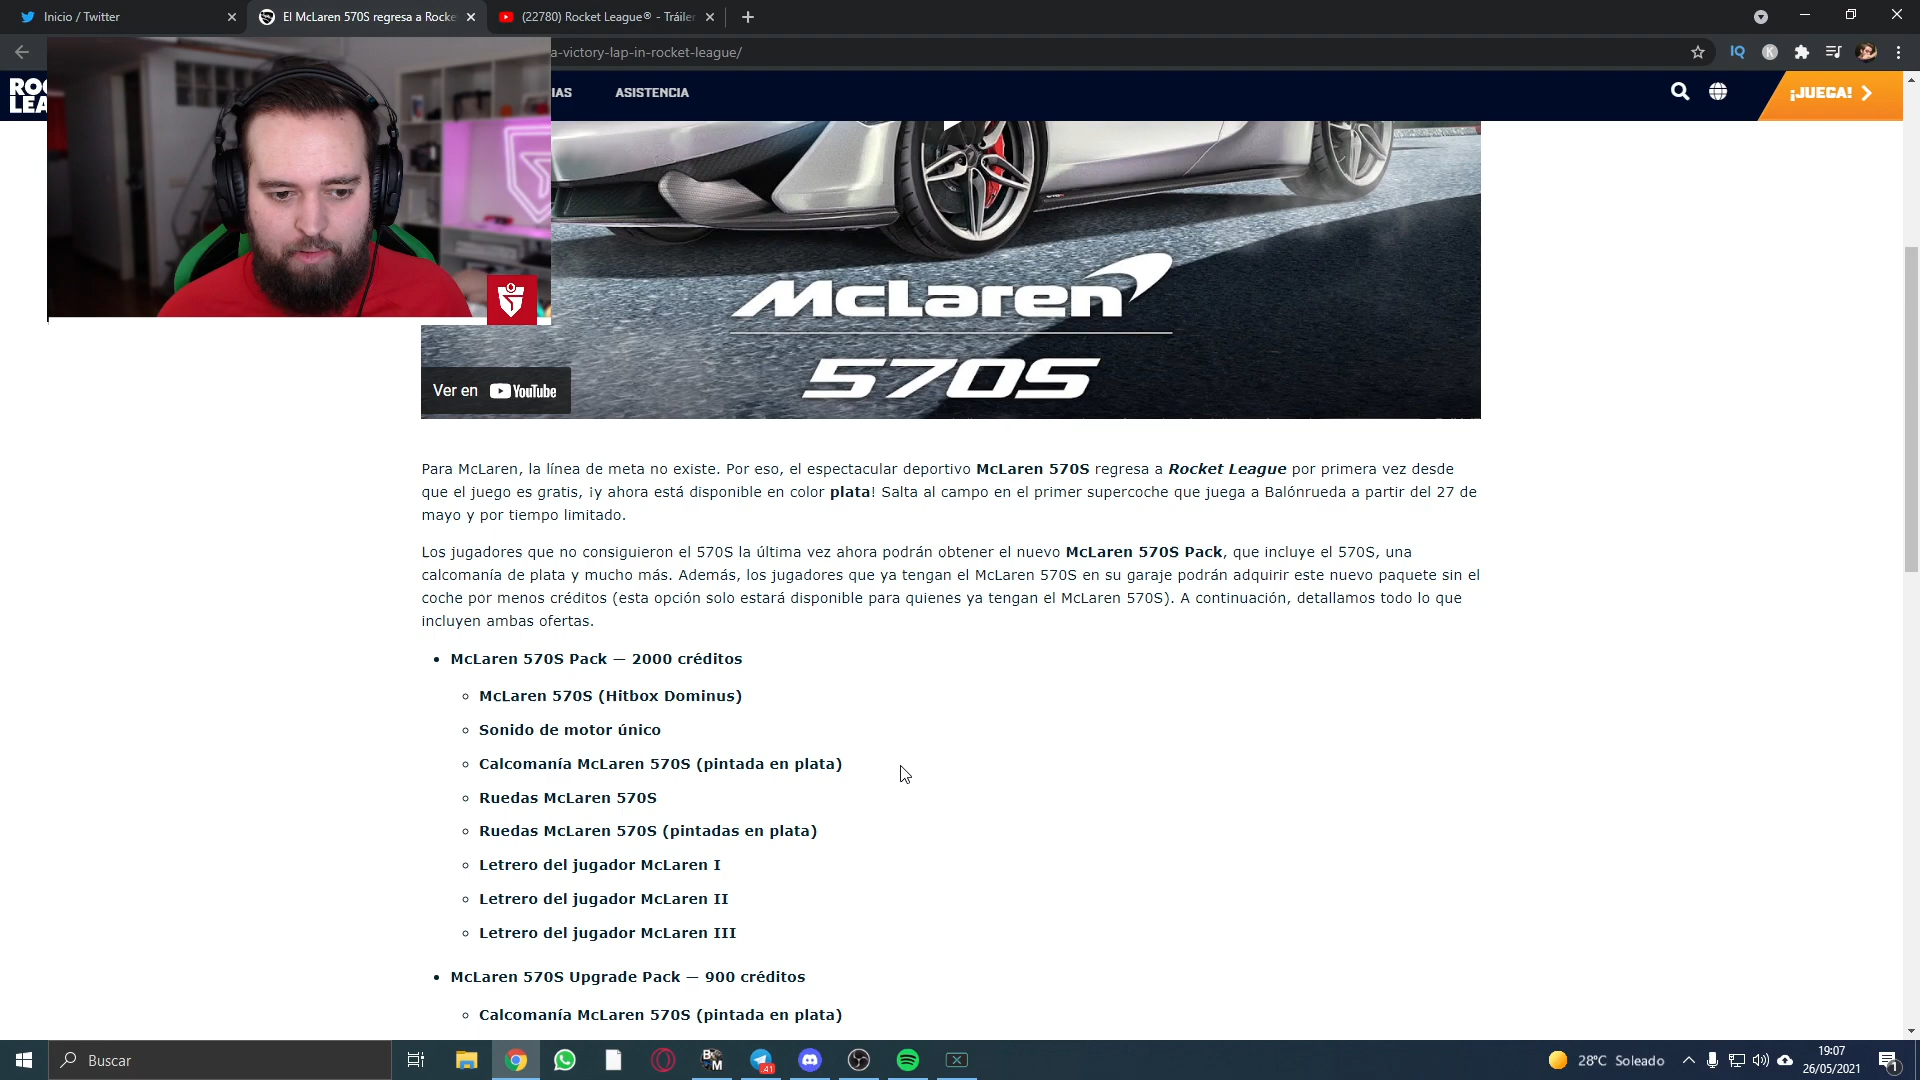 Inicio / Twitter
El McLaren 570S regresa a Rocke
(22780) Rocket League® - Tráiler
a-victory-lap-in-rocket-league/
IQ
K
ROC
LEA
IAS
ASISTENCIA
¡JUEGA!
McLaren
570S
Ver en YouTube
Para McLaren, la línea de meta no existe. Por eso, el espectacular deportivo McLaren 570S regresa a Rocket League por primera vez desde
que el juego es gratis, ¡y ahora está disponible en color plata! Salta al campo en el primer supercoche que juega a Balónrueda a partir del 27 de
mayo y por tiempo limitado.
Los jugadores que no consiguieron el 570S la última vez ahora podrán obtener el nuevo McLaren 570S Pack, que incluye el 570S, una
calcomanía de plata y mucho más. Además, los jugadores que ya tengan el McLaren 570S en su garaje podrán adquirir este nuevo paquete sin el
coche por menos créditos (esta opción solo estará disponible para quienes ya tengan el McLaren 570S). A continuación, detallamos todo lo que
incluyen ambas ofertas.
McLaren 570S Pack — 2000 créditos
McLaren 570S (Hitbox Dominus)
Sonido de motor único
Calcomanía McLaren 570S (pintada en plata)
Ruedas McLaren 570S
Ruedas McLaren 570S (pintadas en plata)
Letrero del jugador McLaren I
Letrero del jugador McLaren II
Letrero del jugador McLaren III
McLaren 570S Upgrade Pack — 900 créditos
Calcomanía McLaren 570S (pintada en plata)
Buscar
41
28°C Soleado
19:07
26/05/2021
1